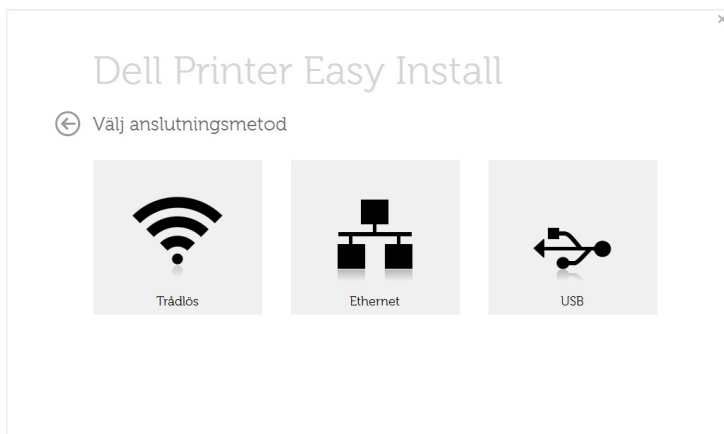 Dell Printer Easy Install
Välj anslutningsmetod
Trådlös
Ethernet
USB